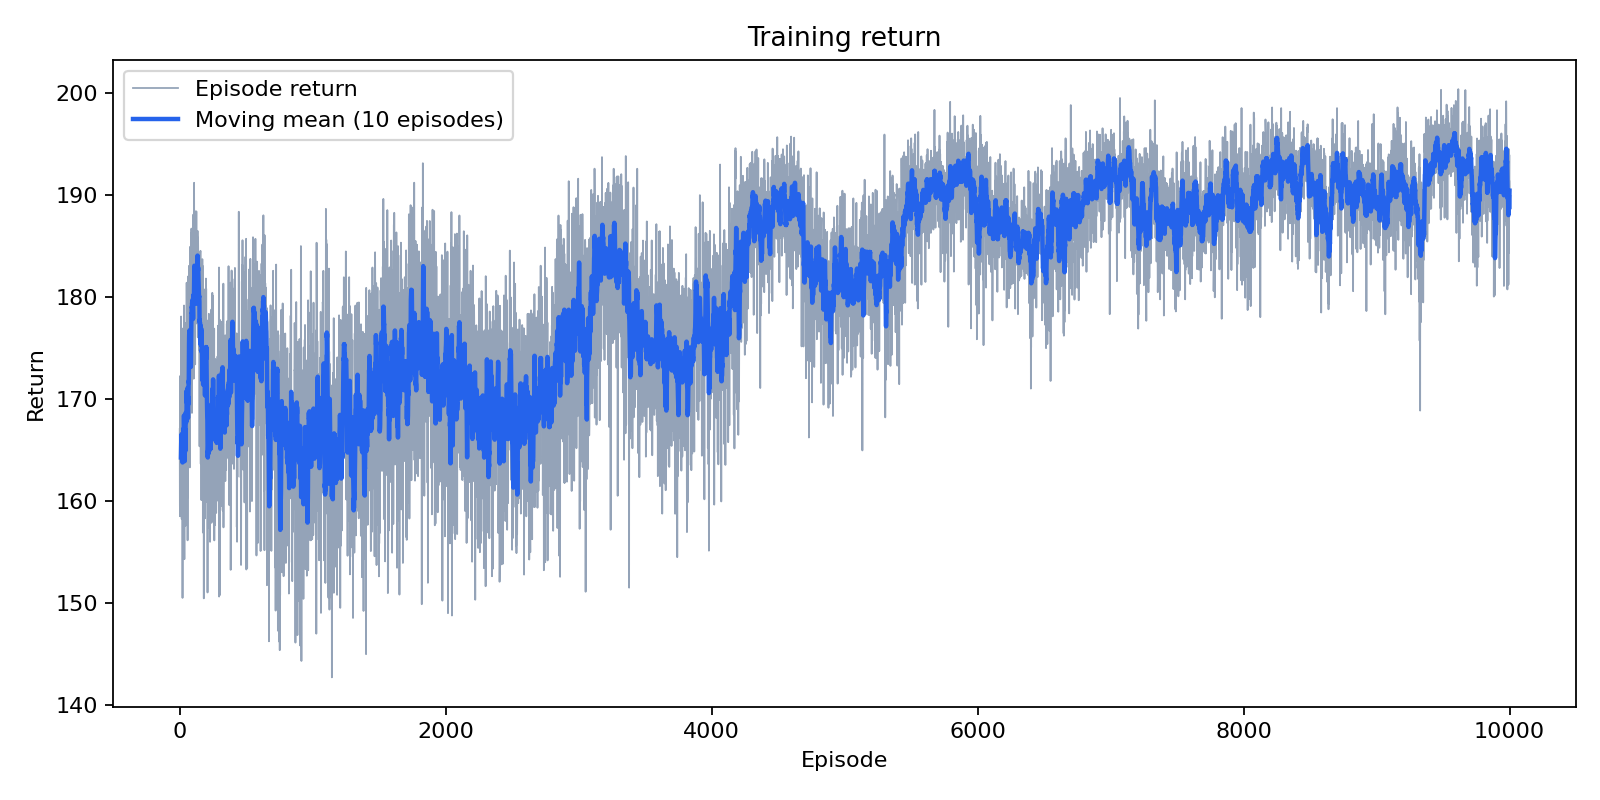 Training return
Episode return
Moving mean (10 episodes)
200
190
180
170
160
150
140
Return
0
2000
4000
6000
8000
10000
Episode